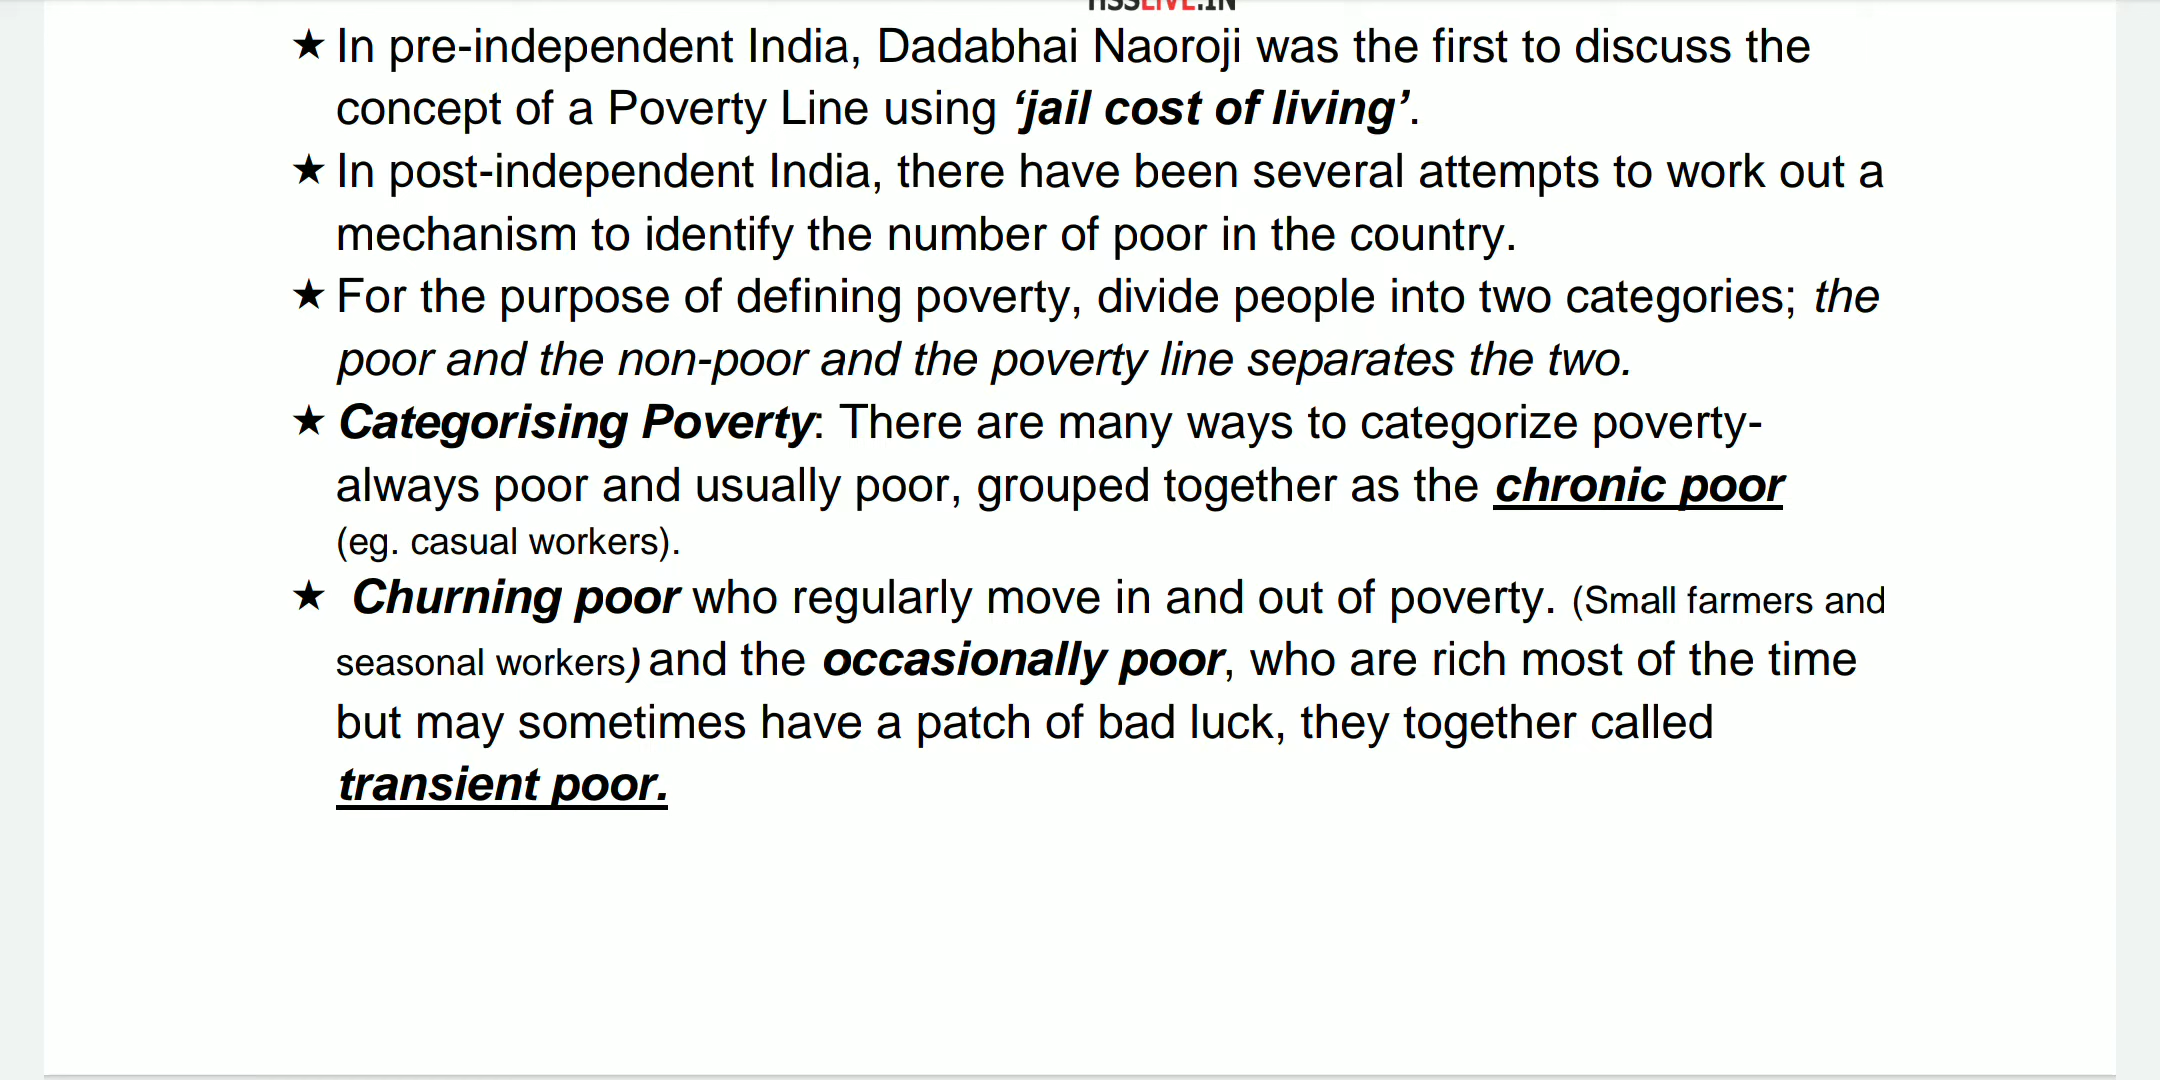 HSSLIVE.IN
★ In pre-independent India, Dadabhai Naoroji was the first to discuss the
concept of a Poverty Line using ‘jail cost of living’.
★ In post-independent India, there have been several attempts to work out a
mechanism to identify the number of poor in the country.
★ For the purpose of defining poverty, divide people into two categories; the
poor and the non-poor and the poverty line separates the two.
★ Categorising Poverty: There are many ways to categorize poverty-
always poor and usually poor, grouped together as the chronic poor
(eg. casual workers).
★ Churning poor who regularly move in and out of poverty. (Small farmers and
seasonal workers) and the occasionally poor, who are rich most of the time
but may sometimes have a patch of bad luck, they together called
transient poor.